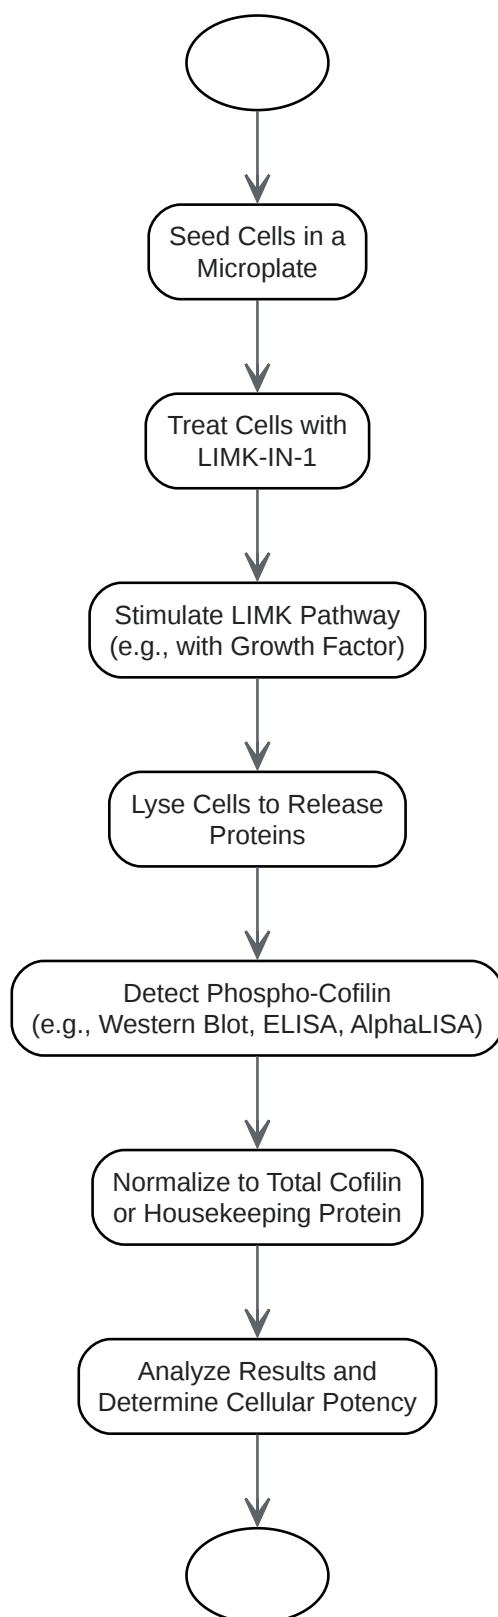 Seed Cells in a
Microplate
Treat Cells with
LIMK-IN-1
Stimulate LIMK Pathway
(e.g., with Growth Factor)
Lyse Cells to Release
Proteins
Detect Phospho-Cofilin
(e.g., Western Blot, ELISA, AlphaLISA)
Normalize to Total Cofilin
or Housekeeping Protein
Analyze Results and
Determine Cellular Potency